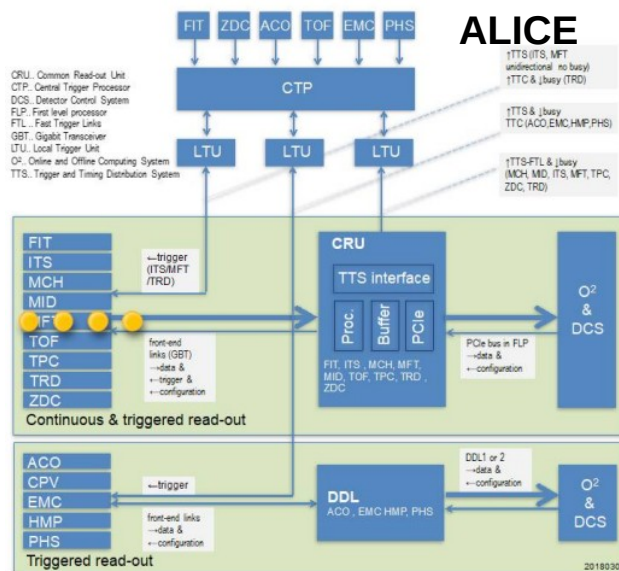 ALICE
FIT
ZDC
ACO
TOF
EMC
PHS
CTP
LTU
LTU
LTU
CRU.. Common Read-out Unit
CTP.. Central Trigger Processor
DCS.. Detector Control System
FLP.. First level processor
FTL .. Fast Trigger Links
GBT.. Gigabit Transceiver
LTU.. Local Trigger Unit
O².. Online and Offline Computing System
TTS.. Trigger and Timing Distribution System
↑TTS (ITS, MFT
unidirectional no busy)
↑TTC & ↓busy (TRD)
↑TTS & ↓busy
TTC (ACO,EMC,HMP,PHS)
↑TTS-FTL & ↓busy
(MCH, MID, ITS, MFT, TPC,
ZDC, TRD)
FIT
ITS
MCH
MID
TOF
TPC
TRD
ZDC
←trigger
(ITS/MFT
/TRD)
front-end
links (GBT)
→data &
←trigger &
←configuration
CRU
TTS interface
Proc.
Buffer
PCIe
FIT, ITS , MCH, MFT,
MID, TOF, TPC, TRD ,
ZDC
PCIe bus in FLP
→data &
←configuration
O²
&
DCS
Continuous & triggered read-out
ACO
CPV
EMC
HMP
PHS
←trigger
front-end links
→data &
←configuration
DDL
ACO , EMC HMP, PHS
DDL1 or 2
→data &
←configuration
O²
&
DCS
Triggered read-out